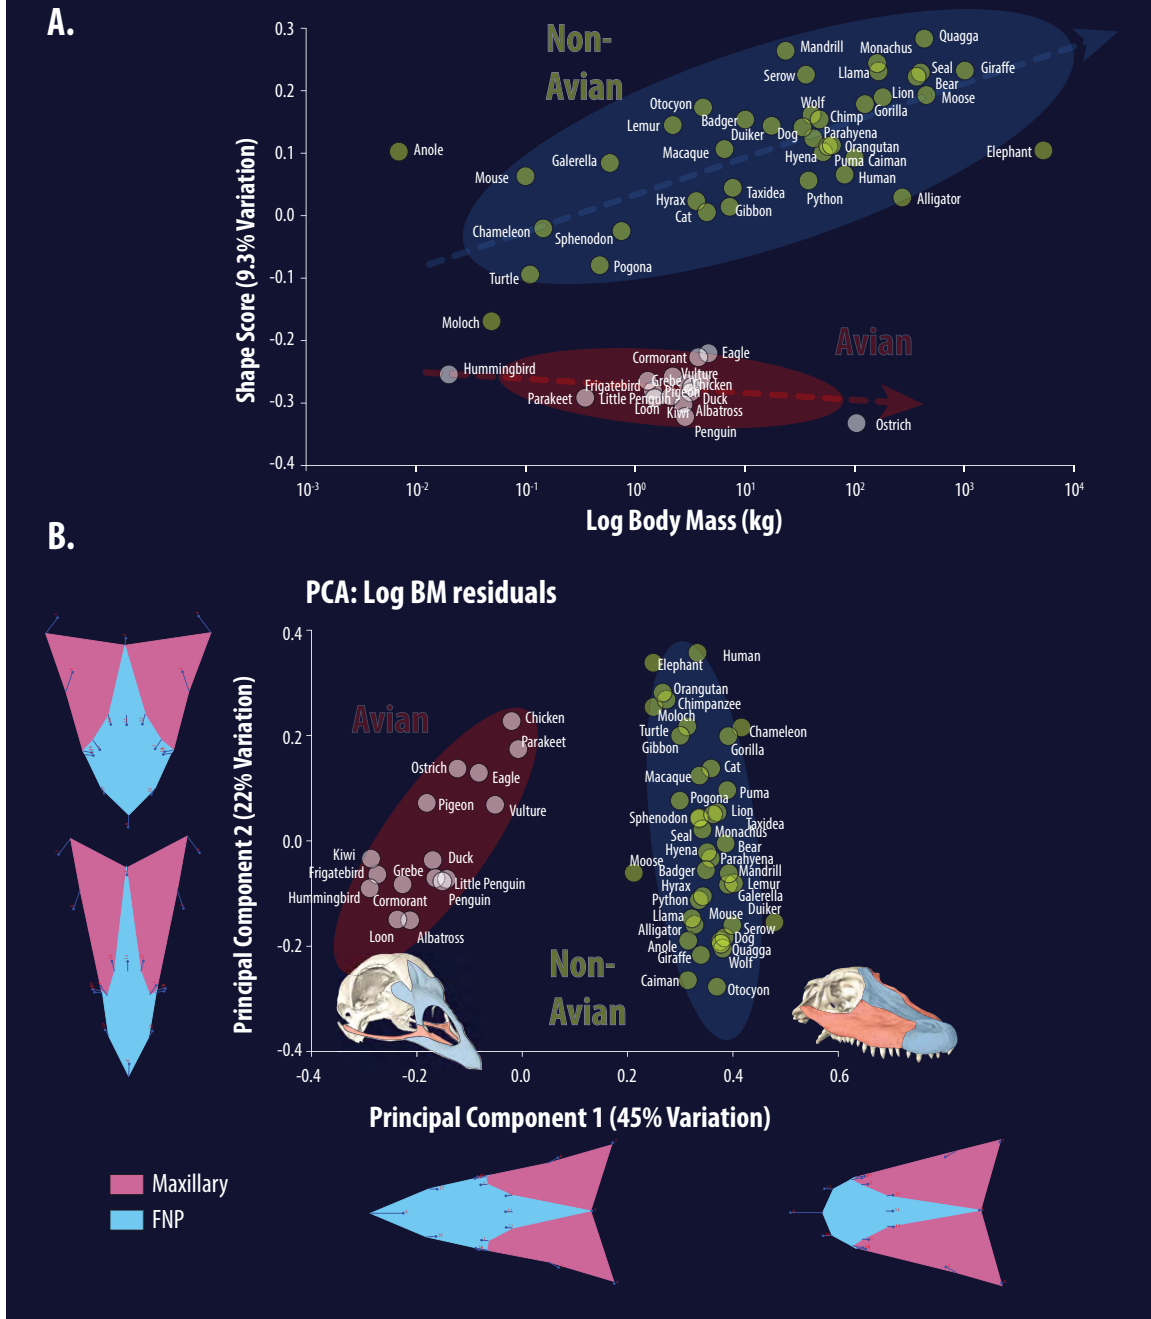 A.
Non-
Avian
0.3
0.2
0.1
0.0
-0.1
-0.2
-0.3
-0.4
Shape Score (9.3% Variation)
Quagga
Mandrill
Monachus
Serow
Llama
Seal
Giraffe
Bear
Lion
Moose
Otocyon
Wolf
Gorilla
Badger
Chimp
Lemur
Duiker
Dog
Parahyena
Anole
Macaque
Orangutan
Elephant
Galerella
Hyena
Puma
Caiman
Mouse
Human
Taxidea
Hyrax
Python
Alligator
Cat
Gibbon
Chameleon
Sphenodon
Pogona
Turtle
Moloch
Avian
Cormorant
Eagle
Hummingbird
Vulture
Frigatebird
Grebe
Chicken
Pigeon
Parakeet
Little Penguin
Duck
Loon
Kiwi
Albatross
Ostrich
Penguin
10-3
10-2
10-1
100
101
102
103
104
Log Body Mass (kg)
B.
PCA: Log BM residuals
0.4
0.2
0.0
-0.2
-0.4
Principal Component 2 (22% Variation)
Avian
Human
Elephant
Orangutan
Chimpanzee
Moloch
Chicken
Turtle
Chameleon
Parakeet
Gibbon
Gorilla
Ostrich
Eagle
Macaque
Cat
Pigeon
Vulture
Pogona
Puma
Sphenodon
Lion
Taxidea
Seal
Monachus
Kiwi
Duck
Hyena
Bear
Moose
Parahyena
Frigatebird
Grebe
Badger
Mandrill
Little Penguin
Hyrax
Lemur
Hummingbird
Cormorant
Penguin
Python
Galerella
Llama
Mouse
Duiker
Loon
Albatross
Alligator
Serow
Anole
Dog
Giraffe
Quagga
Wolf
Non-
Avian
Caiman
Otocyon
-0.4
-0.2
0.0
0.2
0.4
0.6
Principal Component 1 (45% Variation)
Maxillary
FNP